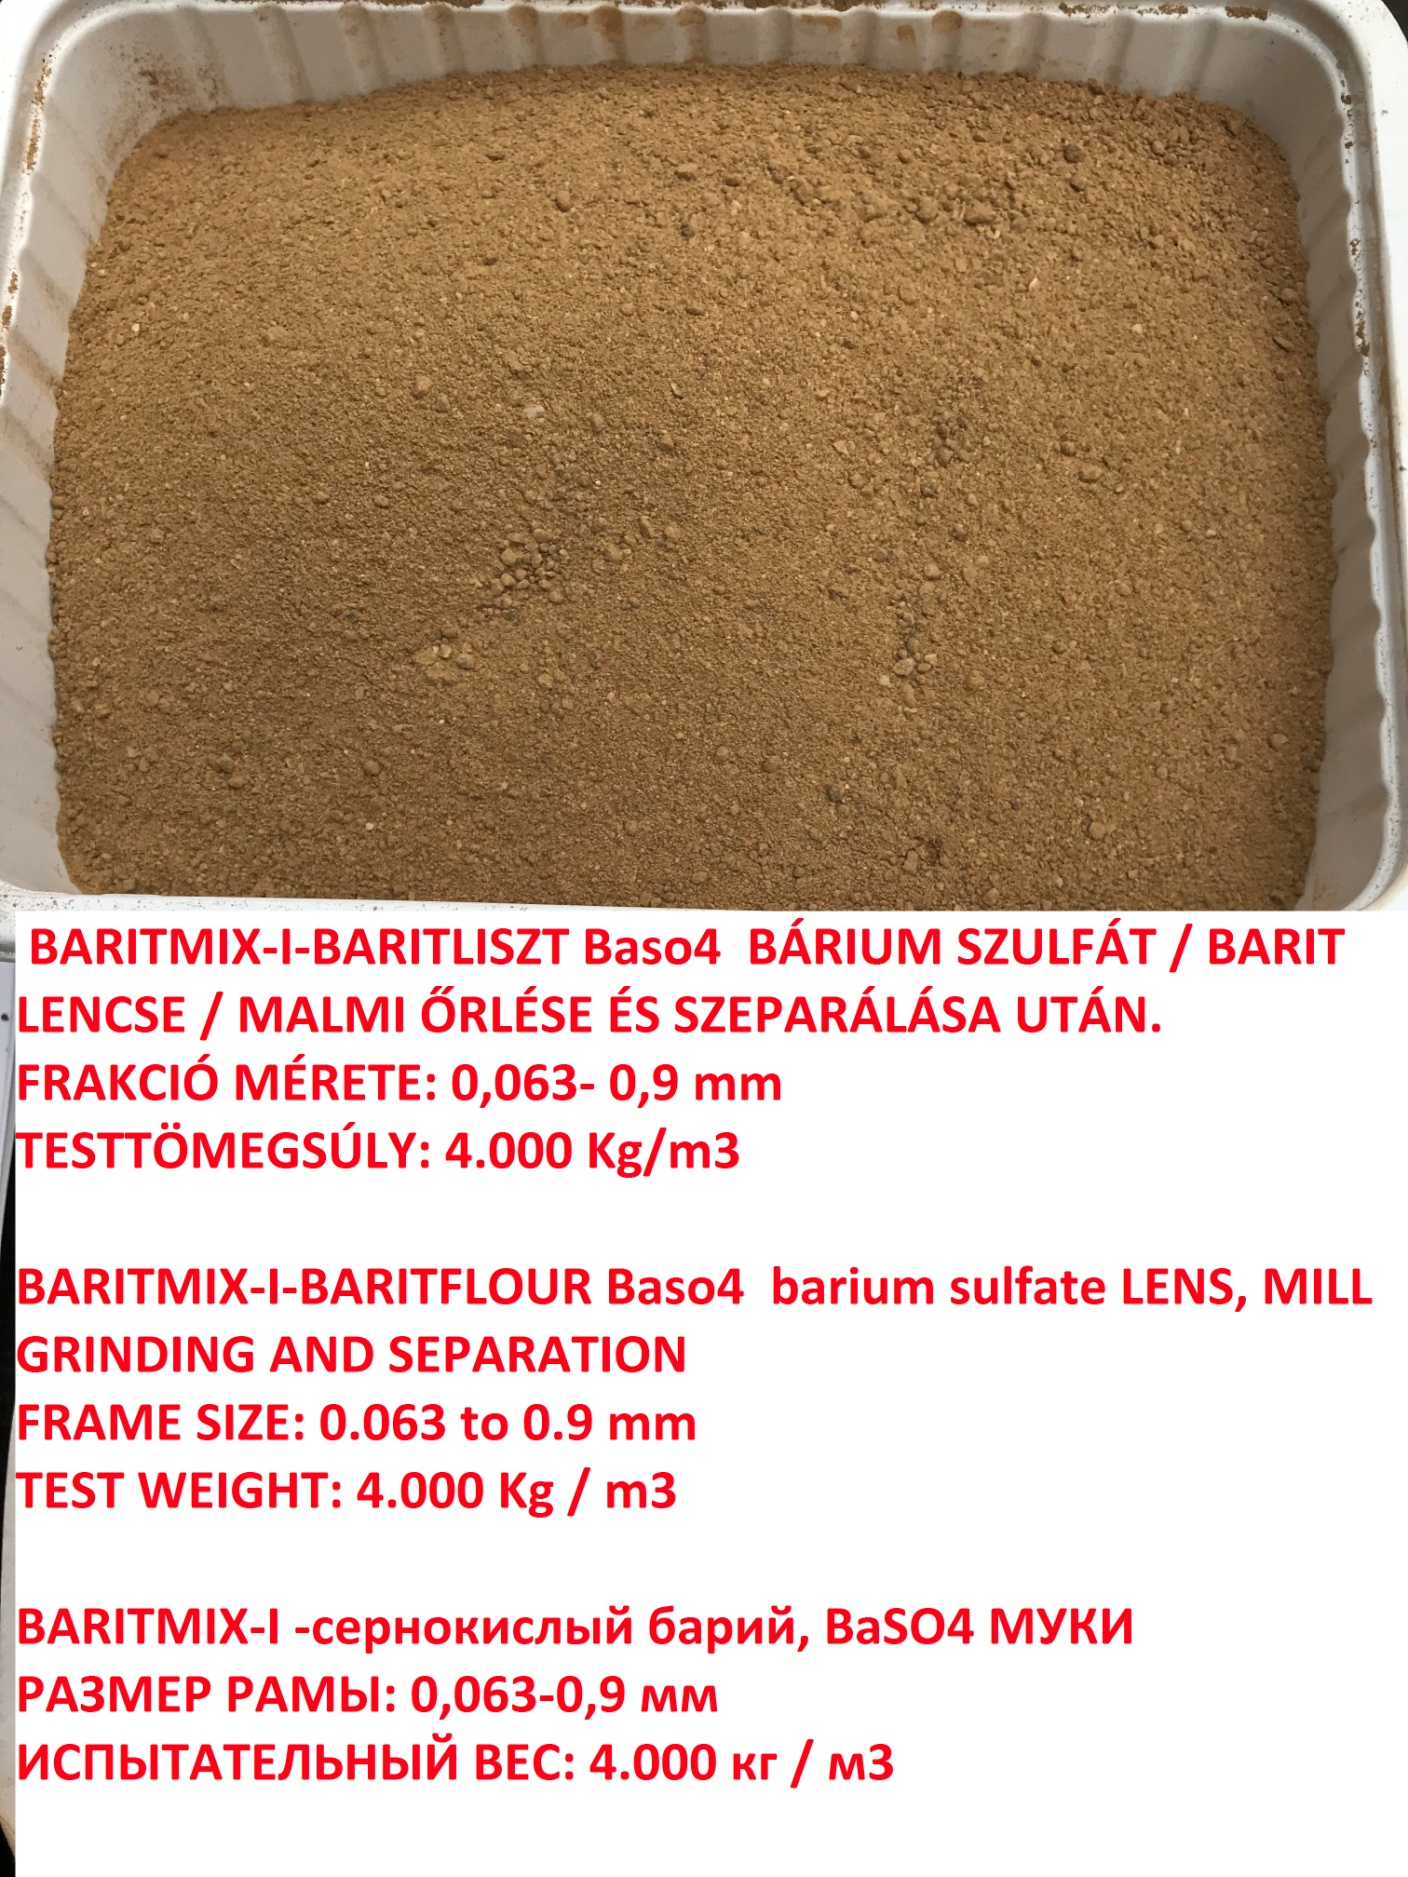 BARITMIX-I-BARITLISZT Baso4 BÁRIUM SZULFÁT / BARIT
LENCSE / MALMI ŐRLÉSE ÉS SZEPARÁLÁSA UTÁN.
FRAKCIÓ MÉRETE: 0,063- 0,9 mm
TESTTÖMEGSÚLY: 4.000 Kg/m3
BARITMIX-I-BARITFLOUR Baso4 barium sulfate LENS, MILL
GRINDING AND SEPARATION
FRAME SIZE: 0.063 to 0.9 mm
TEST WEIGHT: 4.000 Kg / m3
BARITMIX-I -сернокислый барий, BaSO4 МУКИ
РАЗМЕР РАМЫ: 0,063-0,9 мм
ИСПЫТАТЕЛЬНЫЙ ВЕС: 4.000 кг / м3